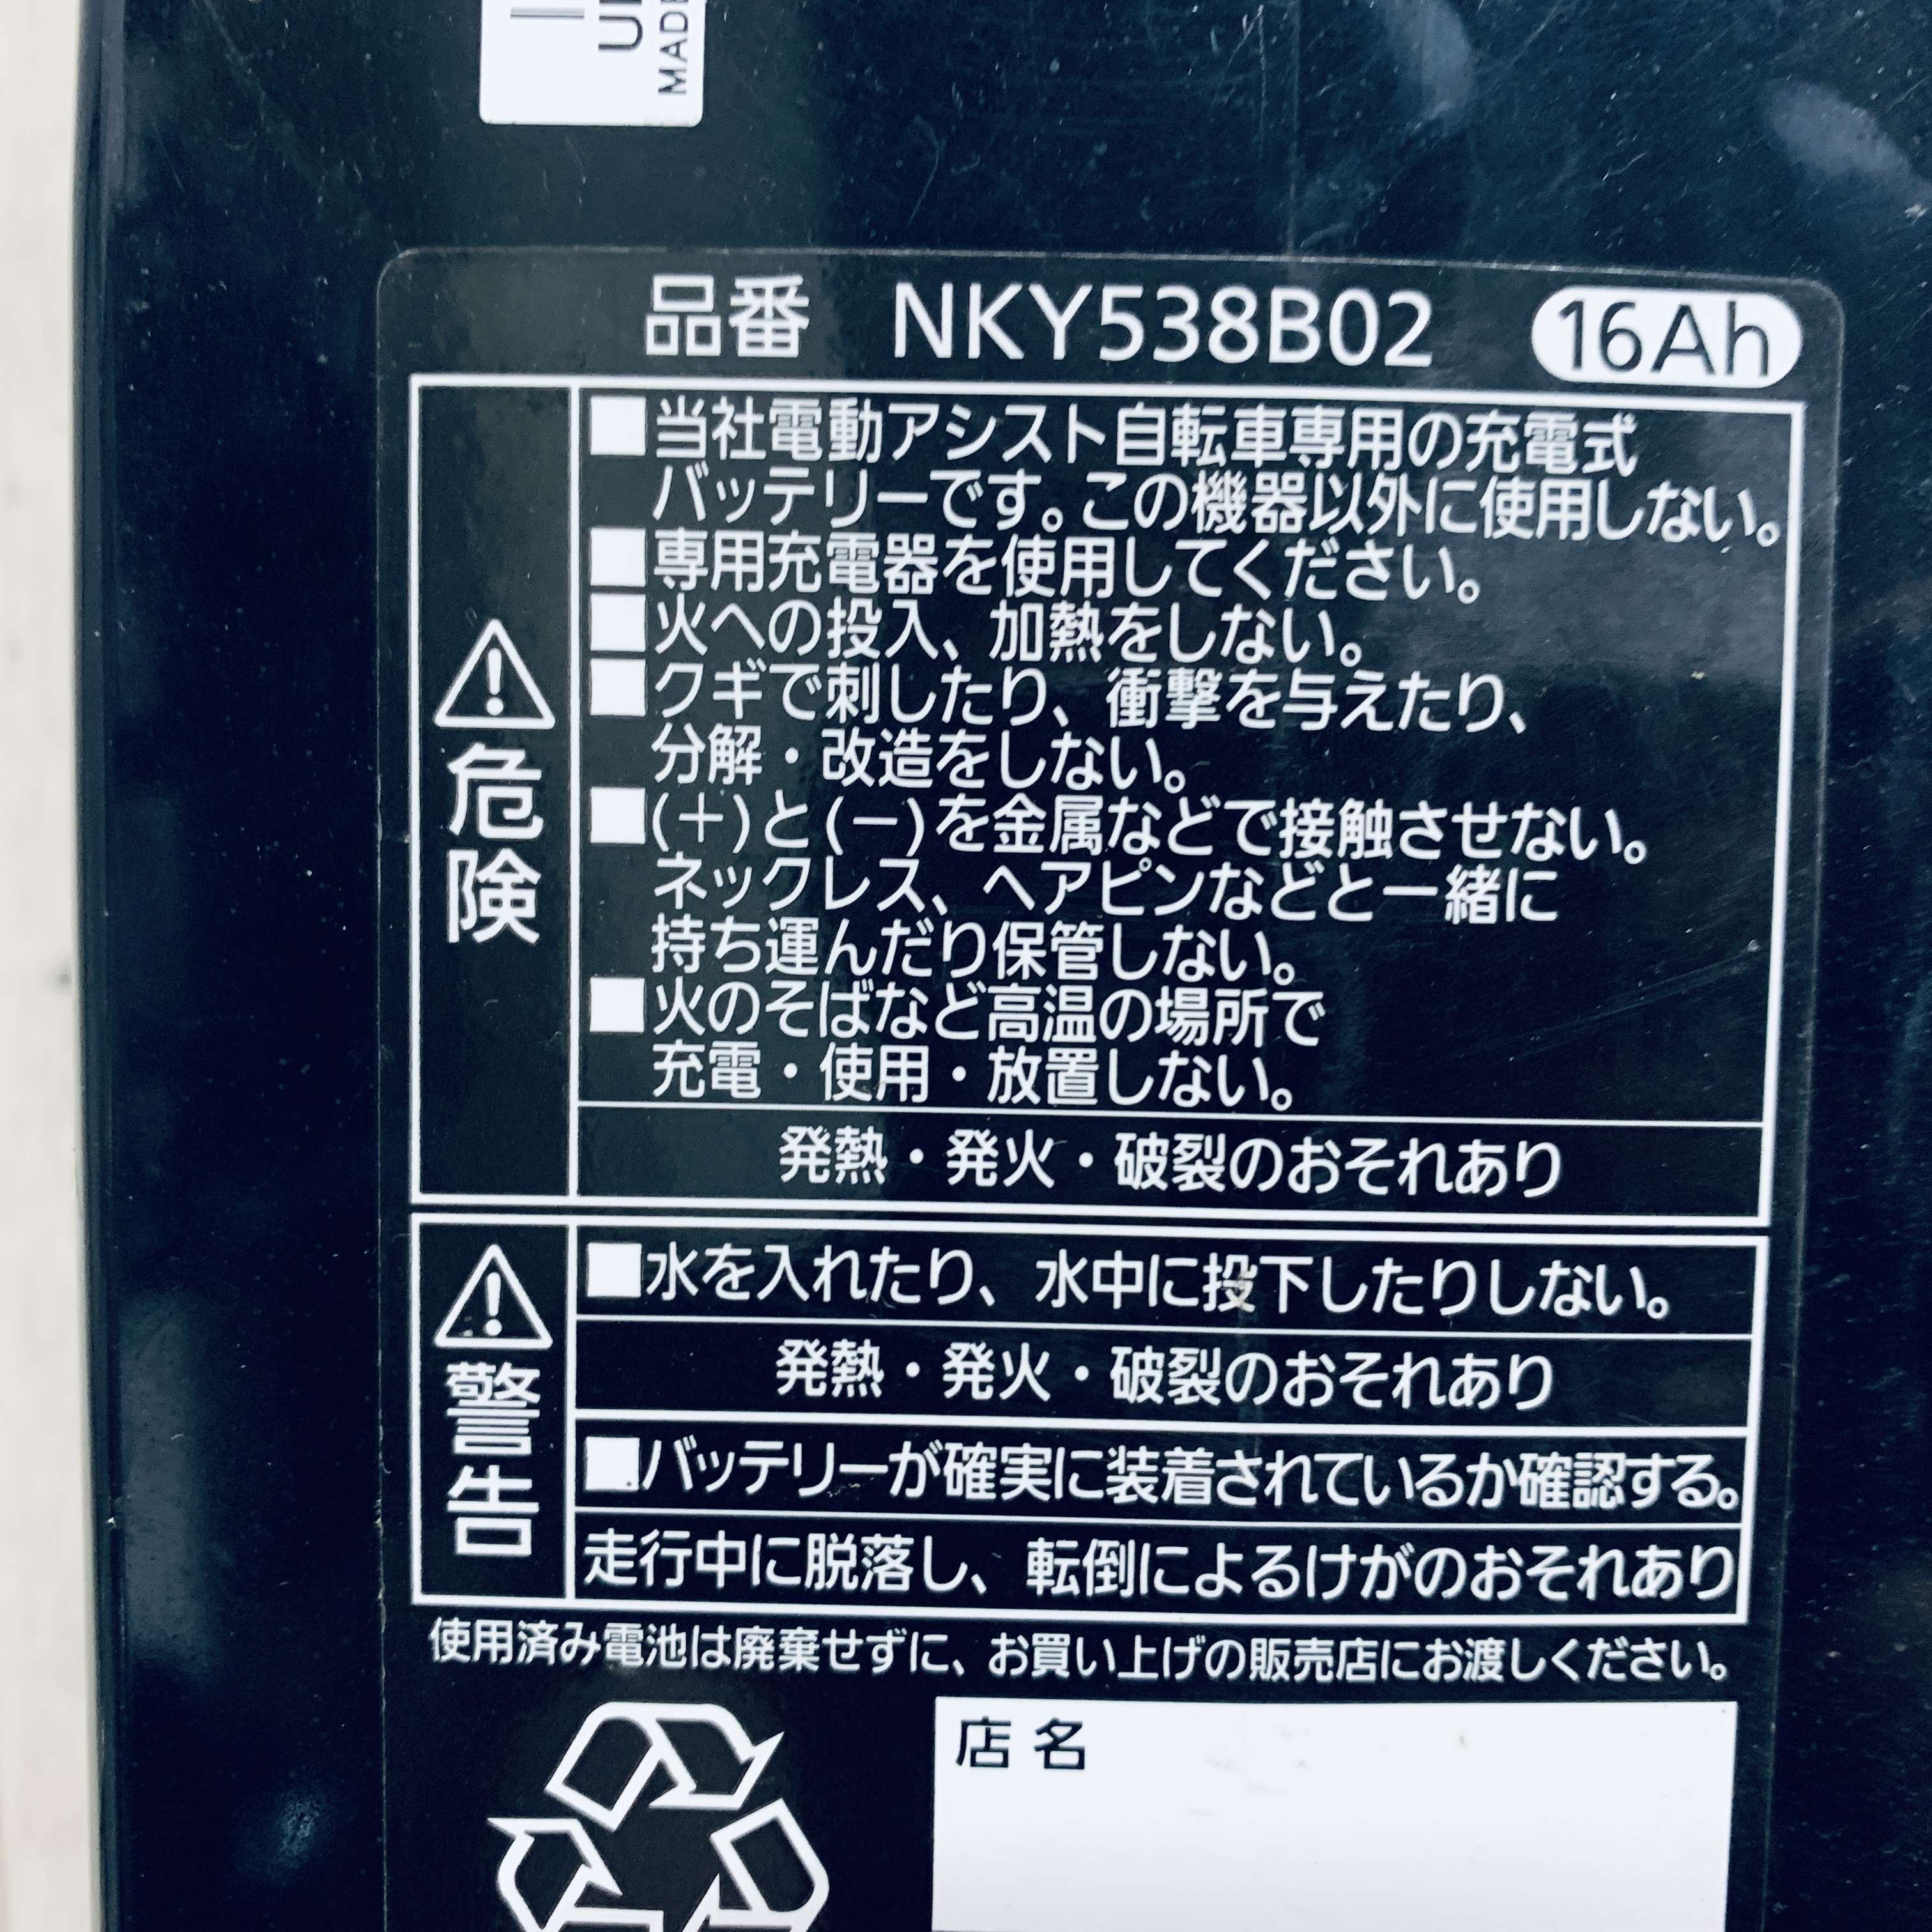 MADE
品番 NKY538B02 16Ah
危険
■当社電動アシスト自転車専用の充電式
バッテリーです。この機器以外に使用しない。
■専用充電器を使用してください。
■火への投入、加熱をしない。
■クギで刺したり、衝撃を与えたり、
分解・改造をしない。
■(＋)と(－)を金属などで接触させない。
ネックレス、ヘアピンなどと一緒に
持ち運んだり保管しない。
■火のそばなど高温の場所で
充電・使用・放置しない。
発熱・発火・破裂のおそれあり
警告
■水を入れたり、水中に投下したりしない。
発熱・発火・破裂のおそれあり
■バッテリーが確実に装着されているか確認する。
走行中に脱落し、転倒によるけがのおそれあり
使用済み電池は廃棄せずに、お買い上げの販売店にお渡しください。
店名